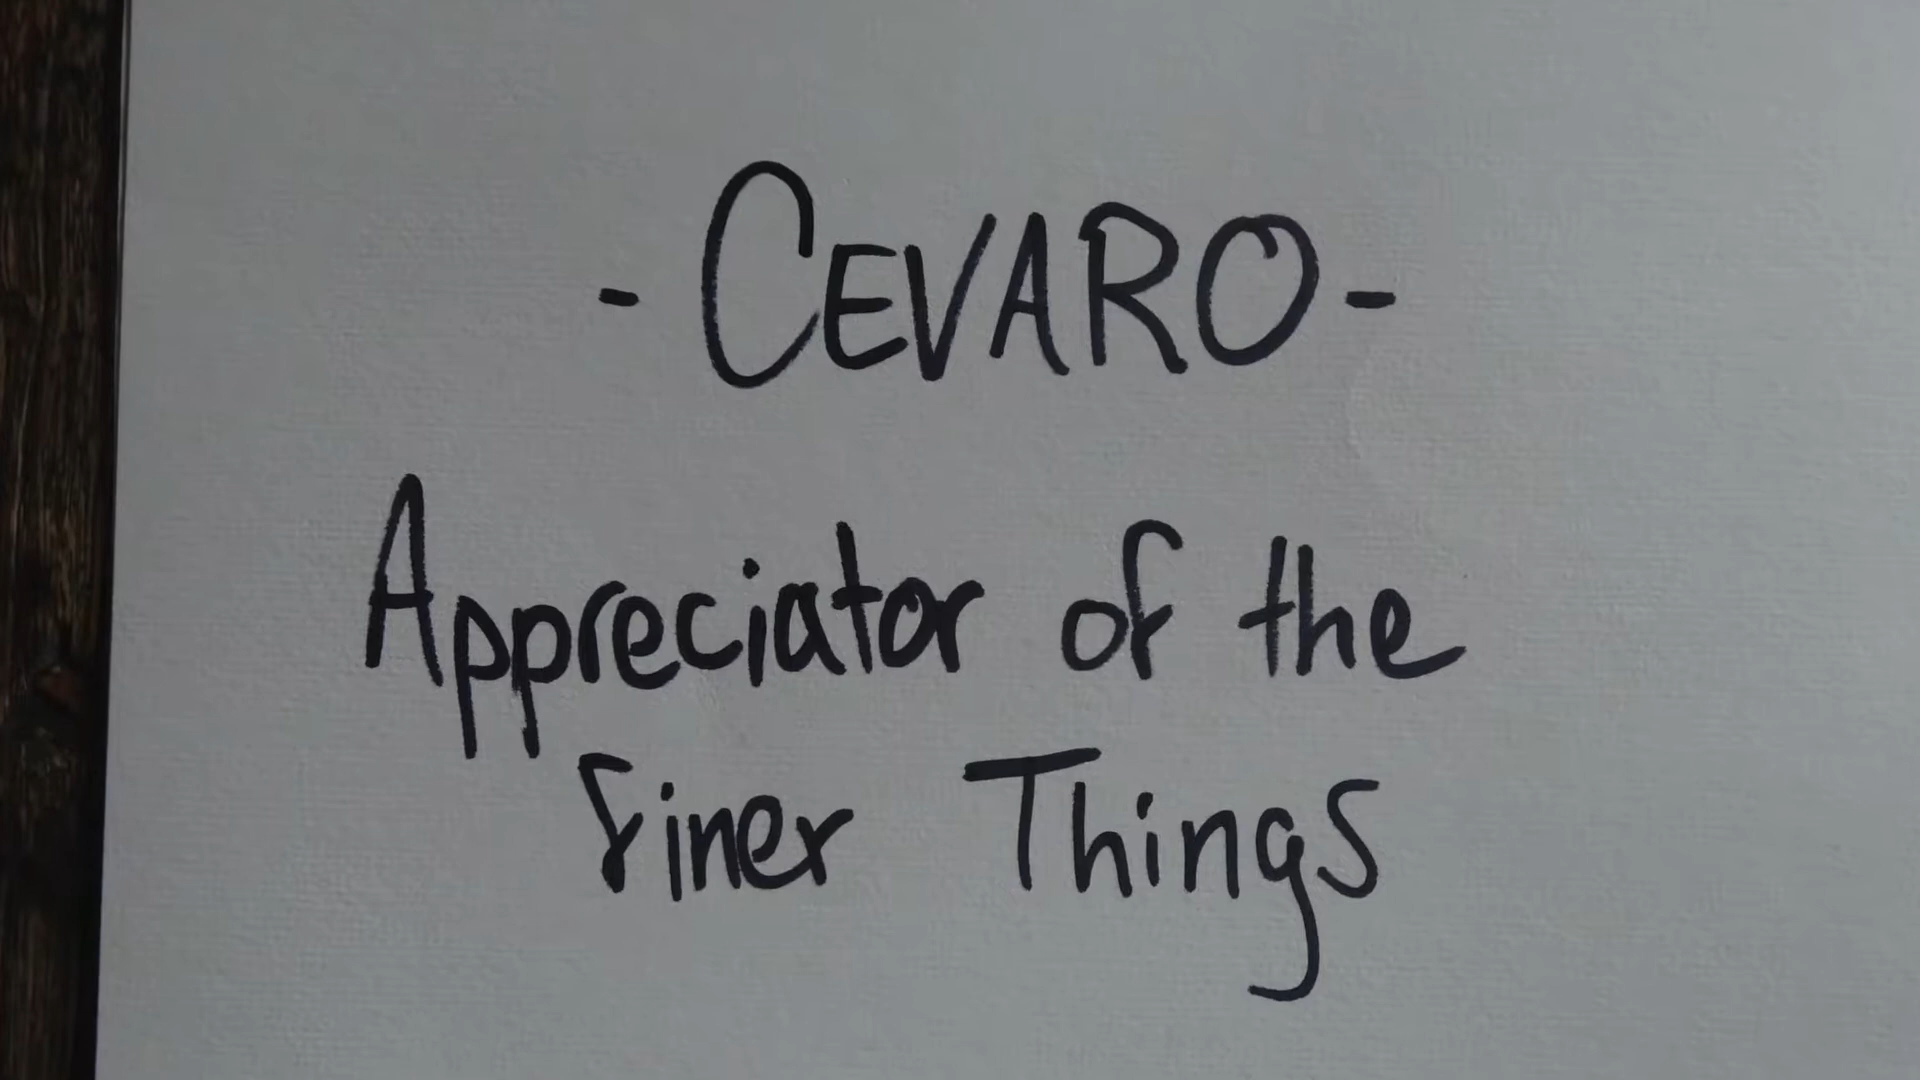 - CEVARO -
Appreciator of the
finer Things